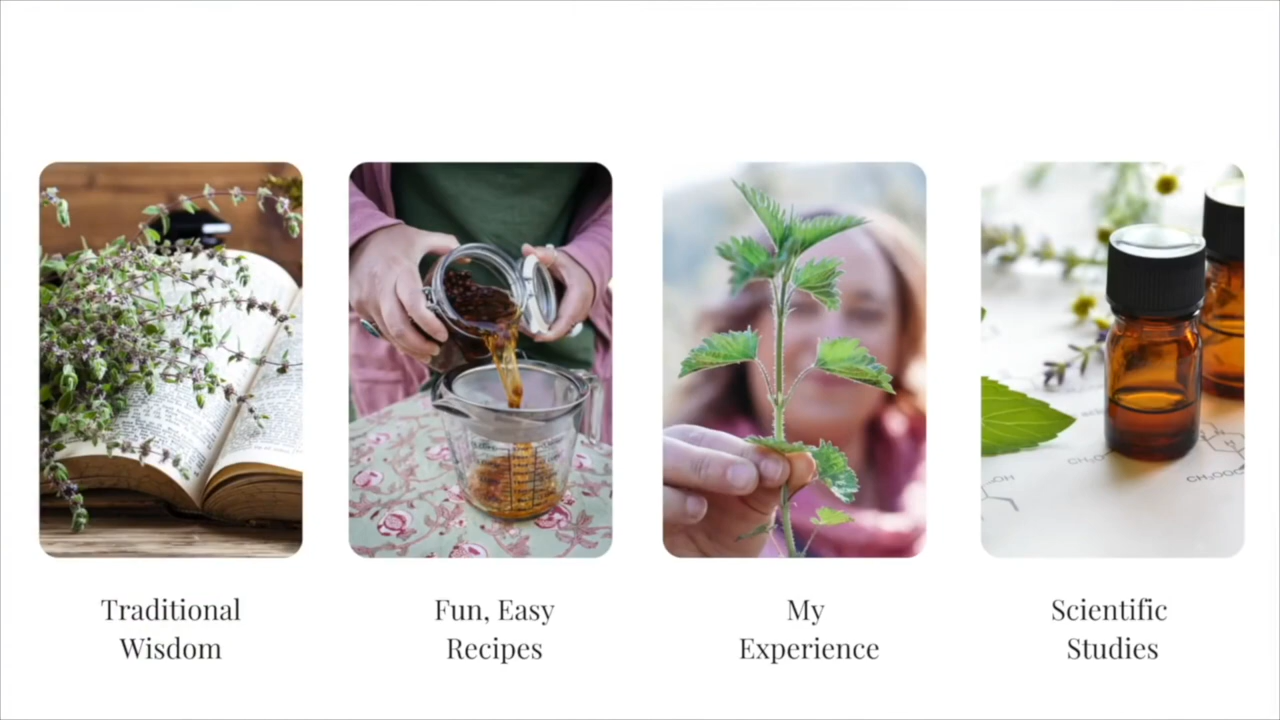 Traditional
Wisdom
Fun, Easy
Recipes
My
Experience
Scientific
Studies